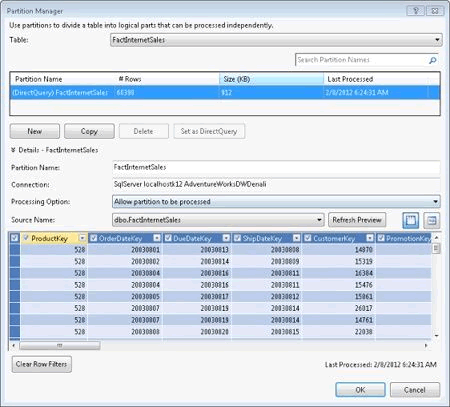 Partition Manager
Use partitions to divide a table into logical parts that can be processed independently.
Table: FactInternetSales
Search Partition Names
Partition Name # Rows Size (KB) Last Processed
(DirectQuery) FactInternetSales 60398 912 2/8/2012 6:24:31 AM
New Copy Delete Set as DirectQuery
Details - FactInternetSales
Partition Name: FactInternetSales
Connection: SqlServer localhostk12 AdventureWorksDWDenali
Processing Option: Allow partition to be processed
Source Name: dbo.FactInternetSales Refresh Preview
ProductKey OrderDateKey DueDateKey ShipDateKey CustomerKey PromotionKey
528 20030801 20030813 20030808 14870
528 20030802 20030814 20030809 15319
528 20030804 20030816 20030811 16384
528 20030804 20030816 20030811 15476
528 20030805 20030817 20030812 15861
528 20030807 20030819 20030814 26017
528 20030807 20030819 20030814 14761
528 20030808 20030820 20030815 22038
Clear Row Filters Last Processed: 2/8/2012 6:24:31 AM
OK Cancel